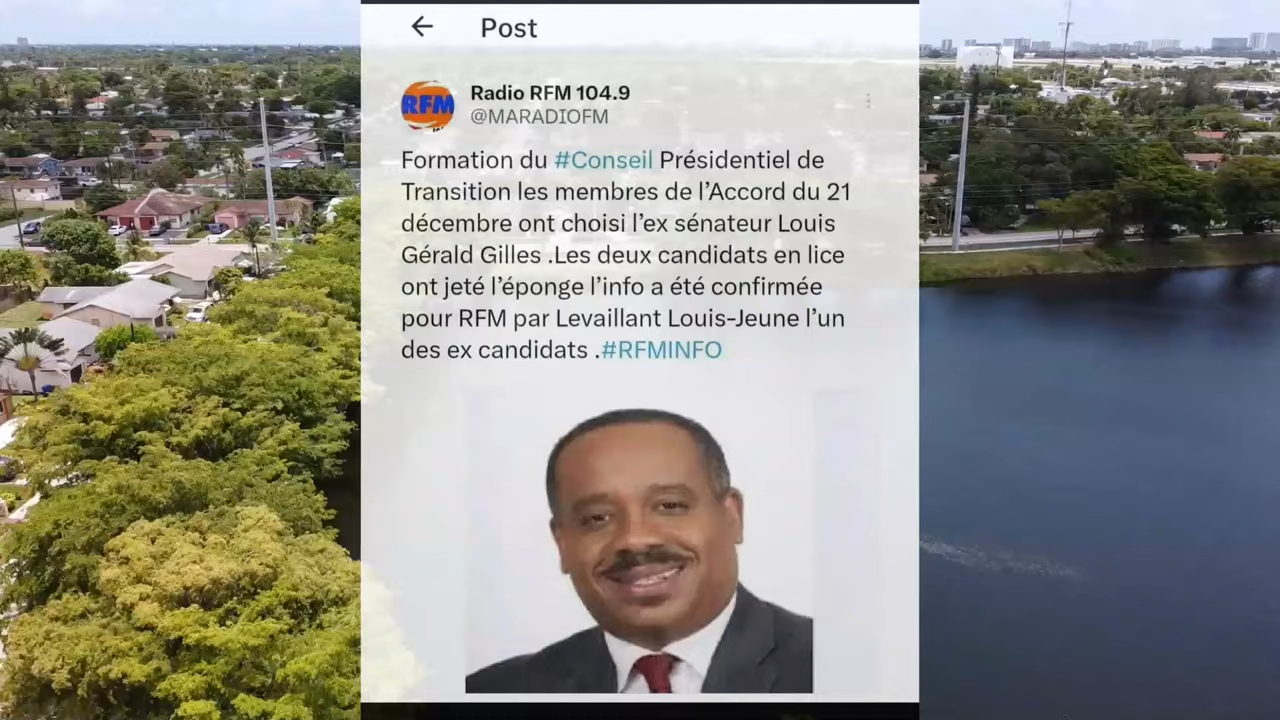 Post
RFM
Radio RFM 104.9
@MARADIOFM
Formation du #Conseil Présidentiel de
Transition les membres de l’Accord du 21
décembre ont choisi l’ex sénateur Louis
Gérald Gilles .Les deux candidats en lice
ont jeté l’éponge l’info a été confirmée
pour RFM par Levaillant Louis-Jeune l’un
des ex candidats .#RFMINFO